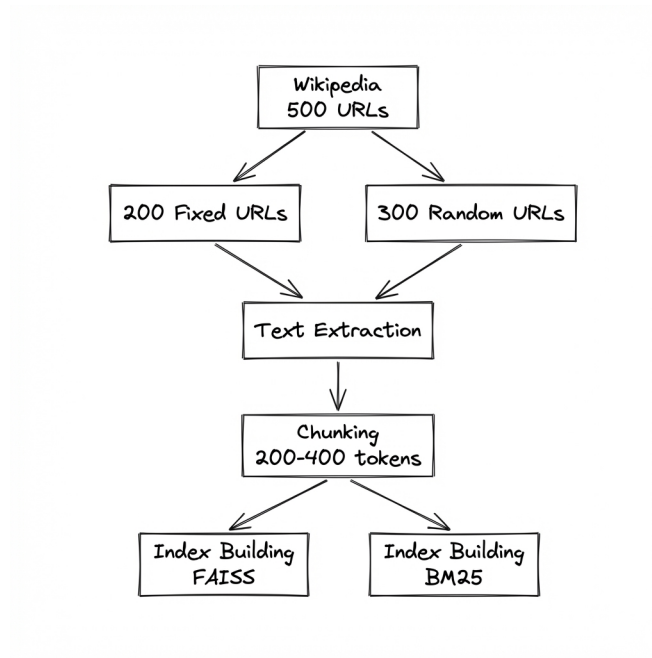 Wikipedia
500 URLs
200 Fixed URLs
300 Random URLs
Text Extraction
Chunking
200-400 tokens
Index Building
FAISS
Index Building
BM25